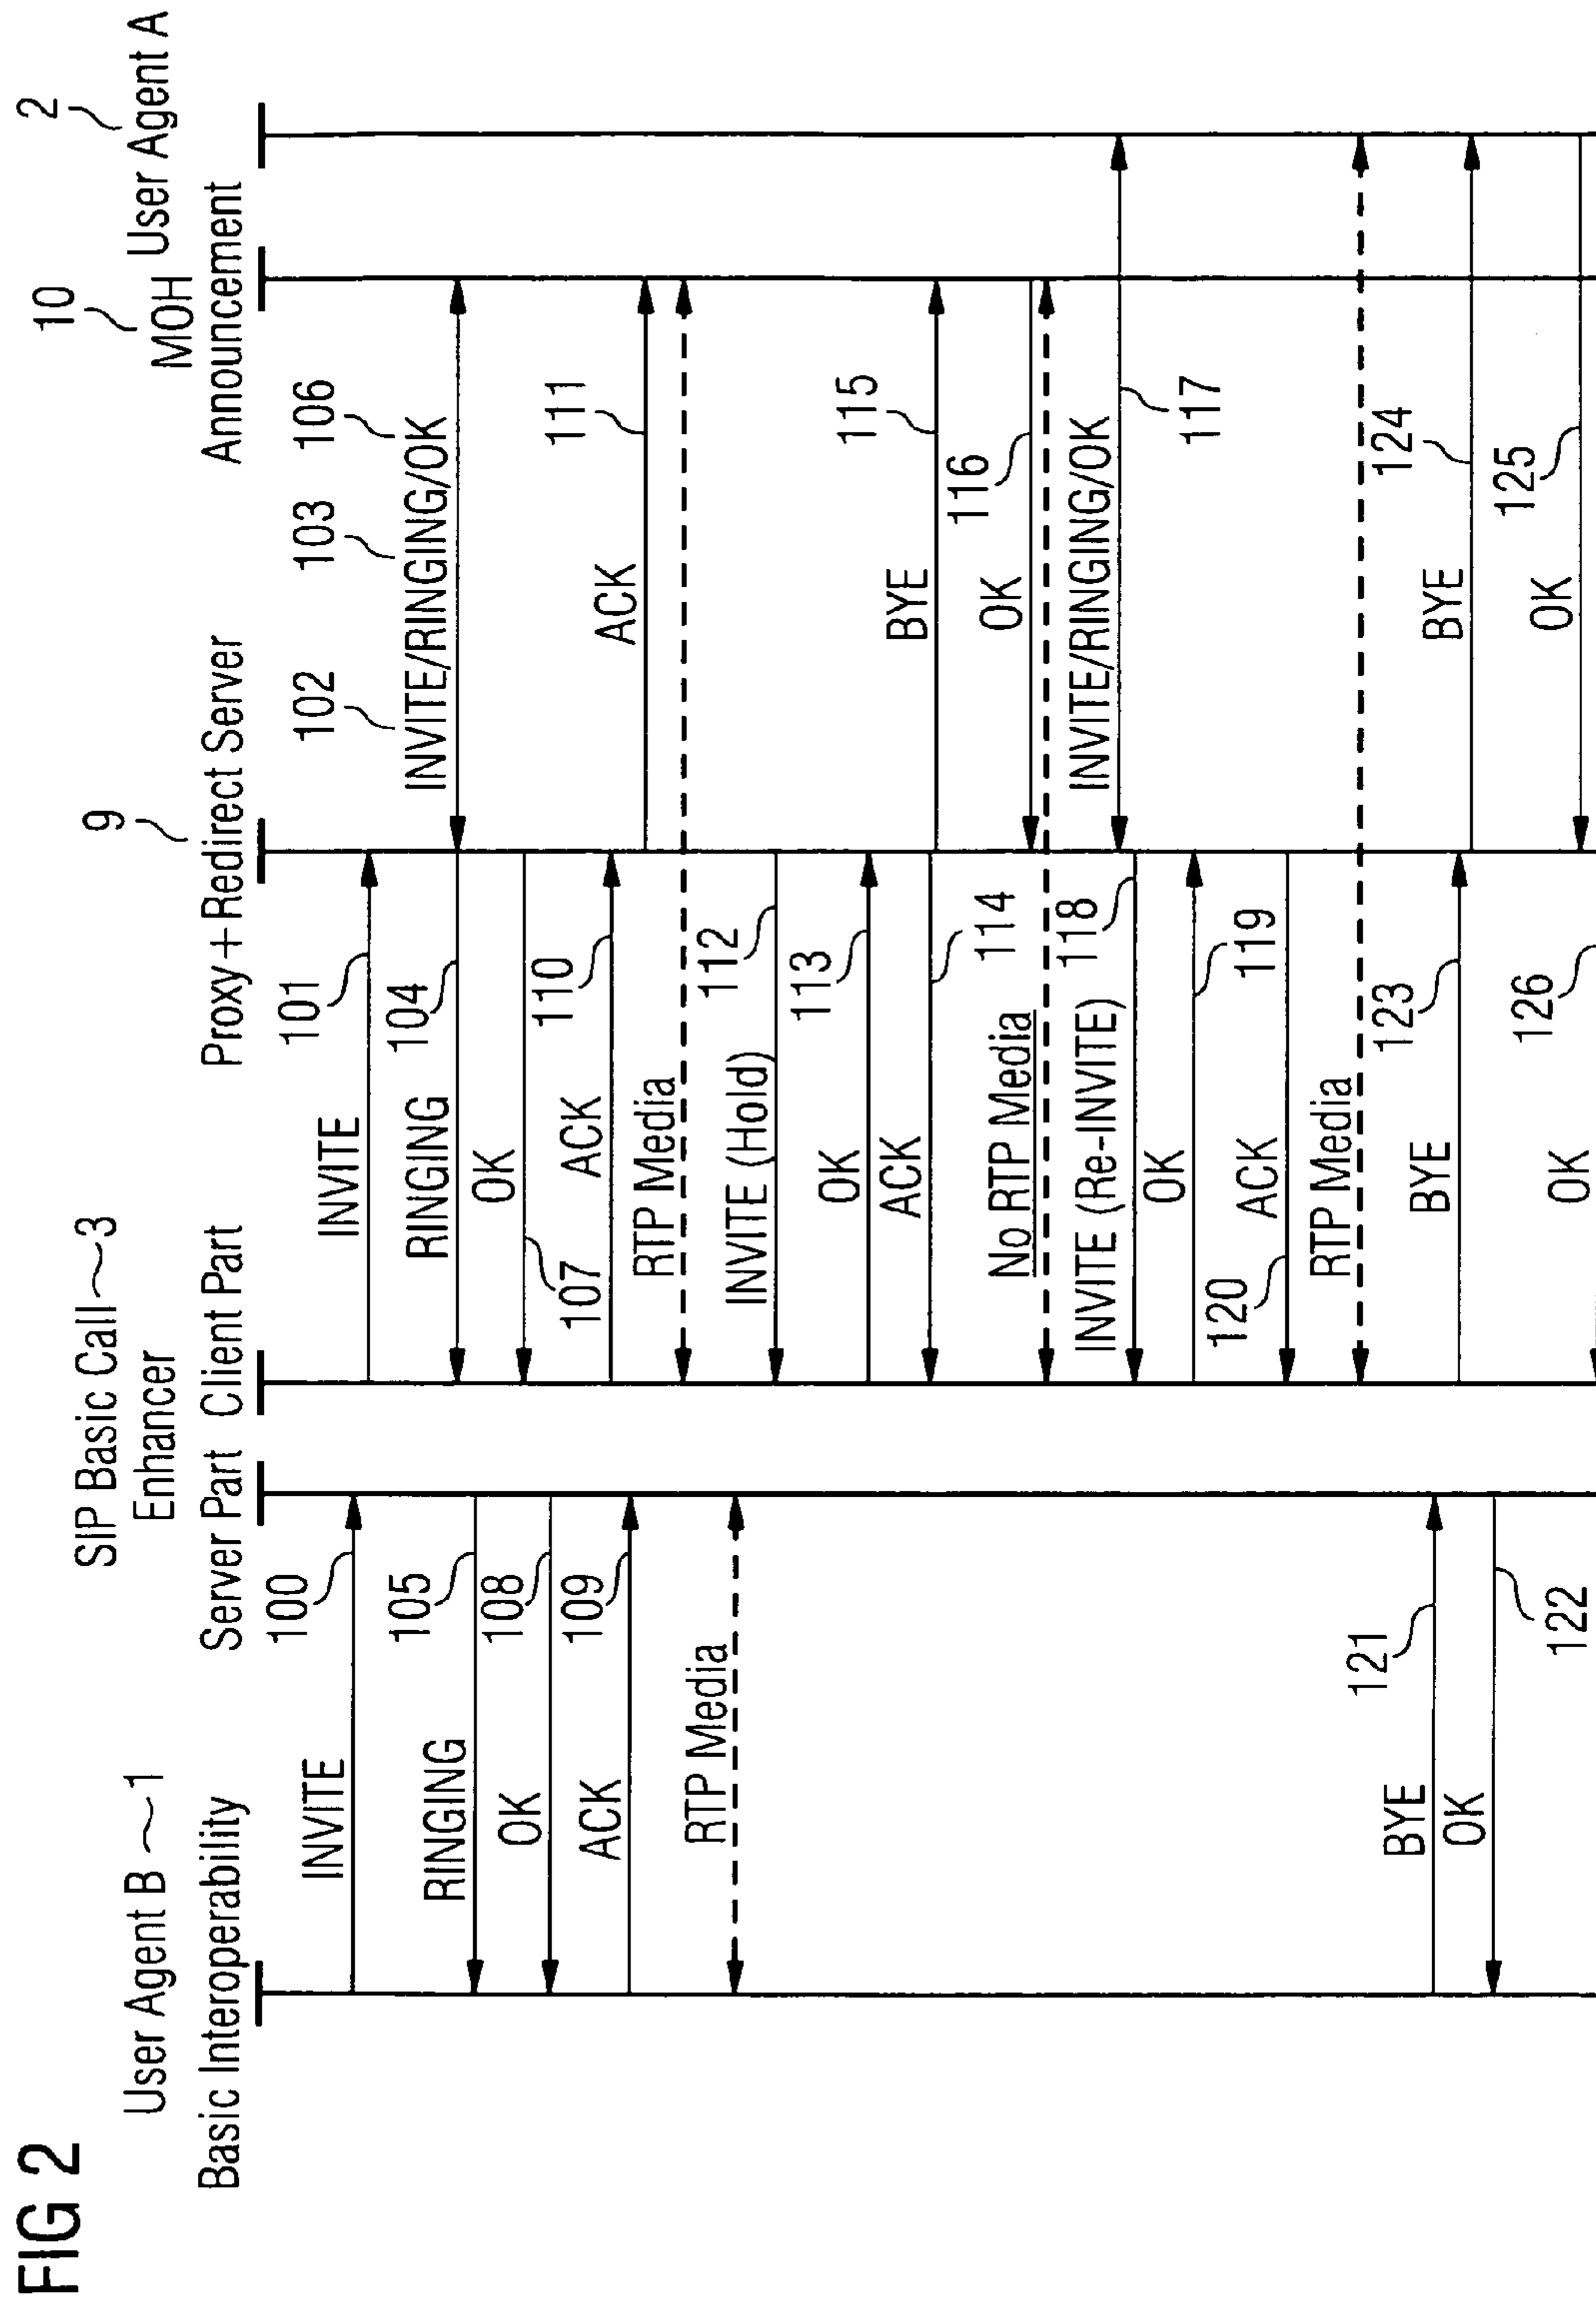 FIG 2
User Agent B ~1
Basic Interoperability
SIP Basic Call ~3
Enhancer
Server Part
Client Part
9
Proxy+Redirect Server
10
MOH
Announcement
2
User Agent A
INVITE
100
INVITE
101
102
103
106
INVITE/RINGING/OK
RINGING
104
RINGING
105
OK
107
OK
108
ACK
109
ACK
110
ACK
111
RTP Media
RTP Media
INVITE (Hold)
112
OK
113
ACK
114
BYE
115
OK
116
No RTP Media
INVITE/RINGING/OK
117
INVITE (Re-INVITE)
118
OK
119
ACK
120
RTP Media
BYE
121
OK
122
BYE
123
BYE
124
OK
125
OK
126